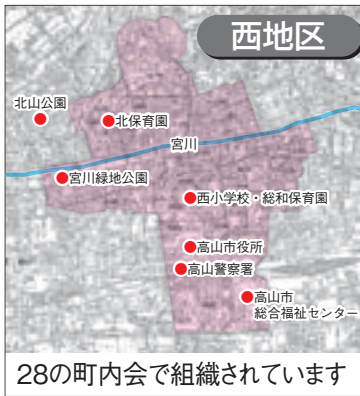 西地区
北山公園
北保育園
宮川
宮川緑地公園
西小学校・総和保育園
高山市役所
高山警察署
高山市
総合福祉センター
28の町内会で組織されています